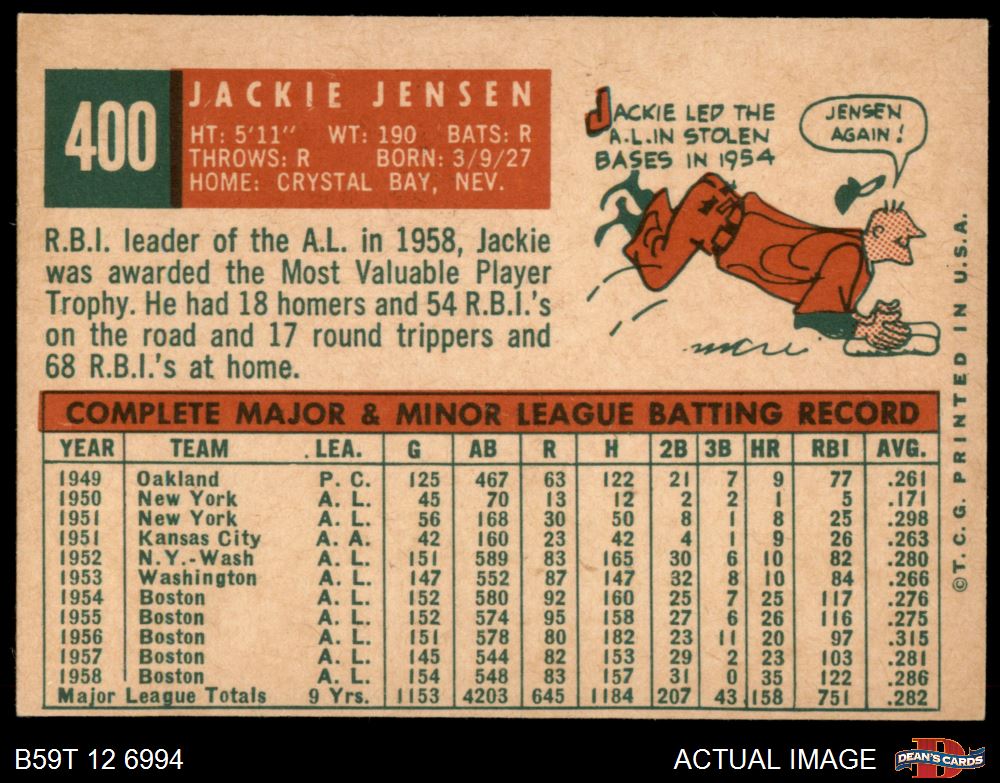 400
JACKIE JENSEN
HT: 5'11" WT: 190 BATS: R
THROWS: R BORN: 3/9/27
HOME: CRYSTAL BAY, NEV.
R.B.I. leader of the A.L. in 1958, Jackie
was awarded the Most Valuable Player
Trophy. He had 18 homers and 54 R.B.I.'s
on the road and 17 round trippers and
68 R.B.I.'s at home.
JACKIE LED THE
A.L. IN STOLEN
BASES IN 1954
JENSEN
AGAIN!
COMPLETE MAJOR & MINOR LEAGUE BATTING RECORD
YEAR TEAM LEA. G AB R H 2B 3B HR RBI AVG.
1949 Oakland P. C. 125 467 63 122 21 7 9 77 .261
1950 New York A. L. 45 70 13 12 2 2 1 5 .171
1951 New York A. L. 56 168 30 50 8 1 8 25 .298
1951 Kansas City A. A. 42 160 23 42 4 1 9 26 .263
1952 N.Y.-Wash A. L. 151 589 83 165 30 6 10 82 .280
1953 Washington A. L. 147 552 87 147 32 8 10 84 .266
1954 Boston A. L. 152 580 92 160 25 7 25 117 .276
1955 Boston A. L. 152 574 95 158 27 6 26 116 .275
1956 Boston A. L. 151 578 80 182 23 11 20 97 .315
1957 Boston A. L. 145 544 82 153 29 2 23 103 .281
1958 Boston A. L. 154 548 83 157 31 0 35 122 .286
Major League Totals 9 Yrs. 1153 4203 645 1184 207 43 158 751 .282
©T. C. G. PRINTED IN U.S.A.
B59T 12 6994
ACTUAL IMAGE
DEAN'S CARDS